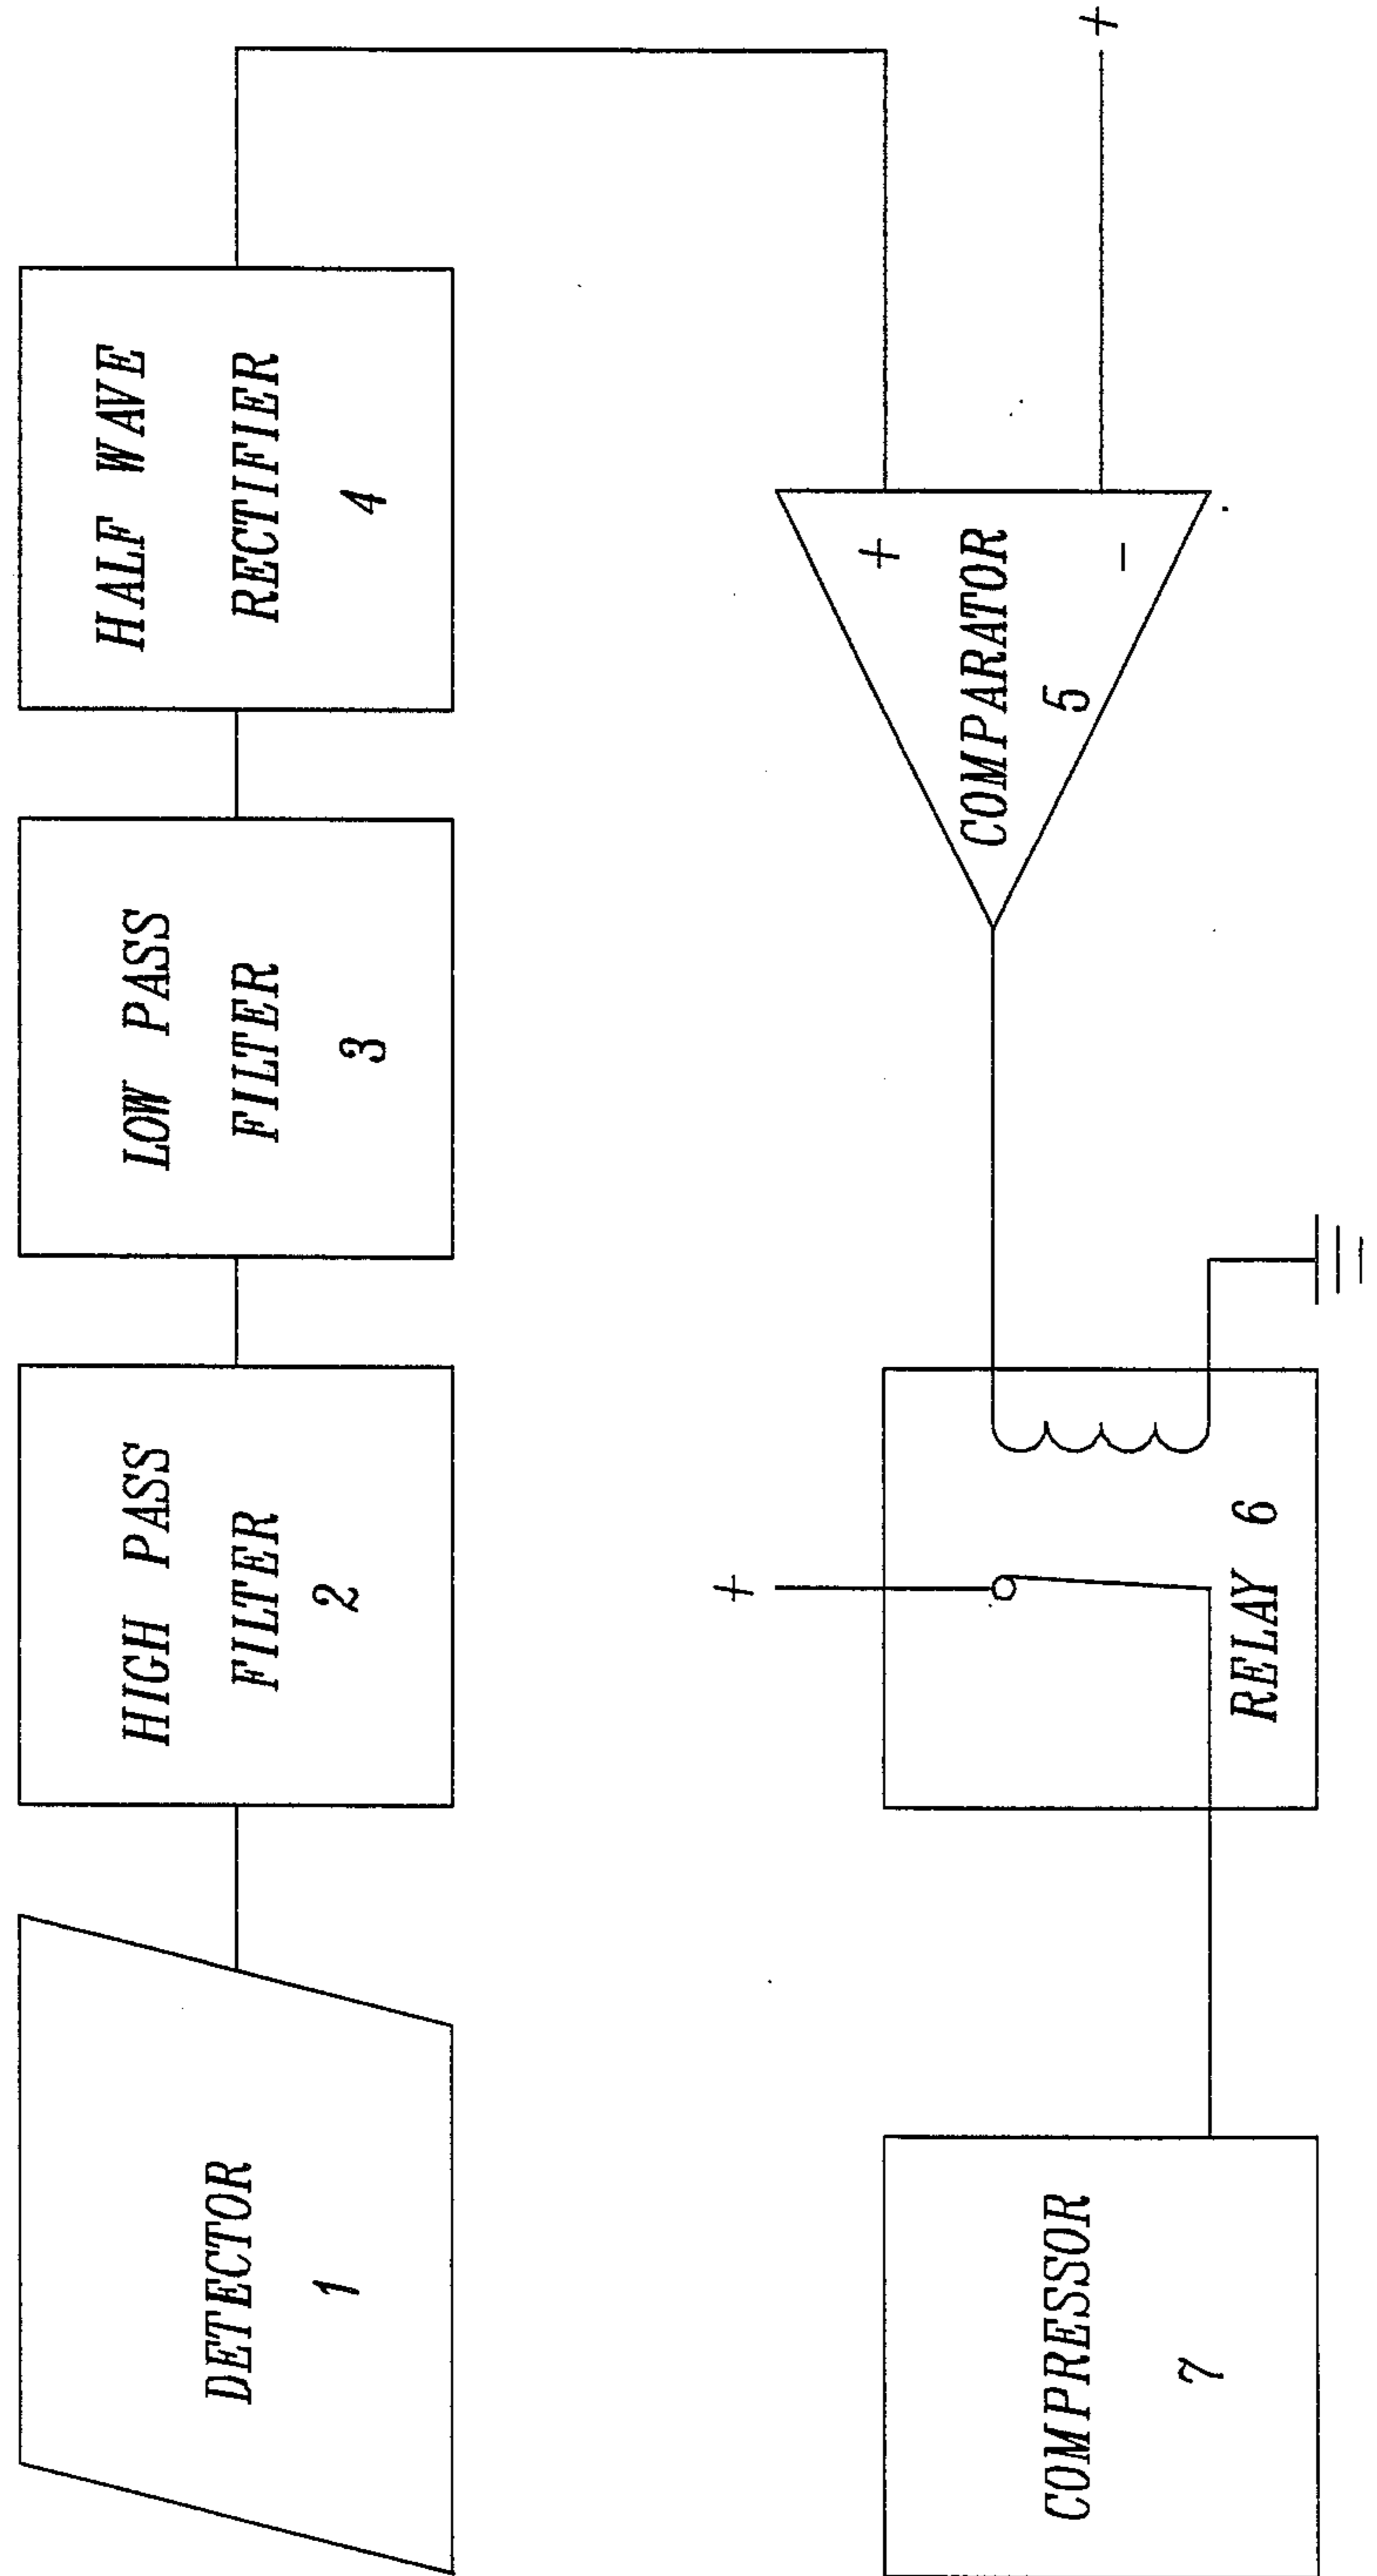 DETECTOR
1
HIGH PASS
FILTER
2
LOW PASS
FILTER
3
HALF WAVE
RECTIFIER
4
+
+
-
COMPARATOR
5
+
RELAY 6
COMPRESSOR
7